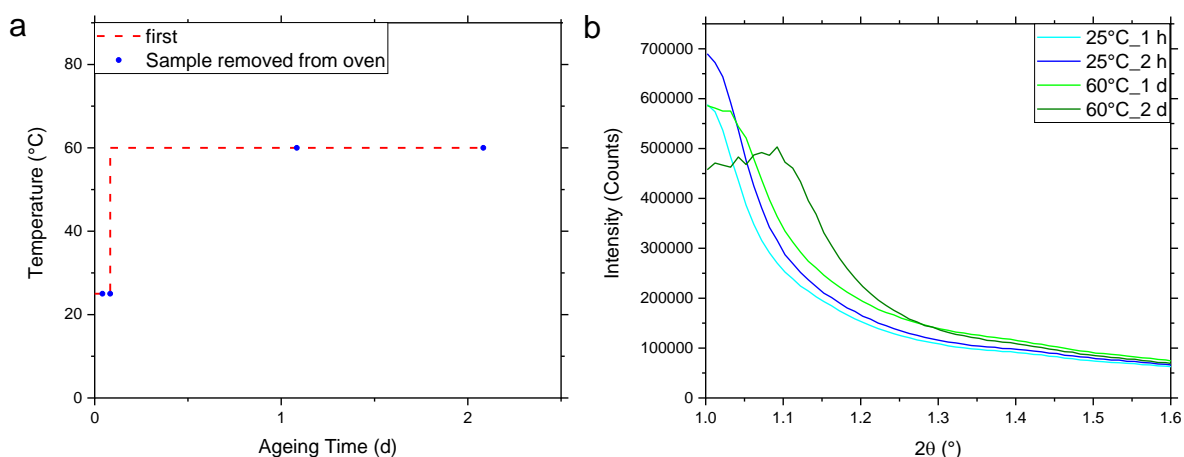 a
first
Sample removed from oven
80
60
40
20
0
Temperature (°C)
0
1
2
Ageing Time (d)
b
25°C_1 h
25°C_2 h
60°C_1 d
60°C_2 d
700000
600000
500000
400000
300000
200000
100000
0
Intensity (Counts)
1.0
1.1
1.2
1.3
1.4
1.5
1.6
2θ (°)